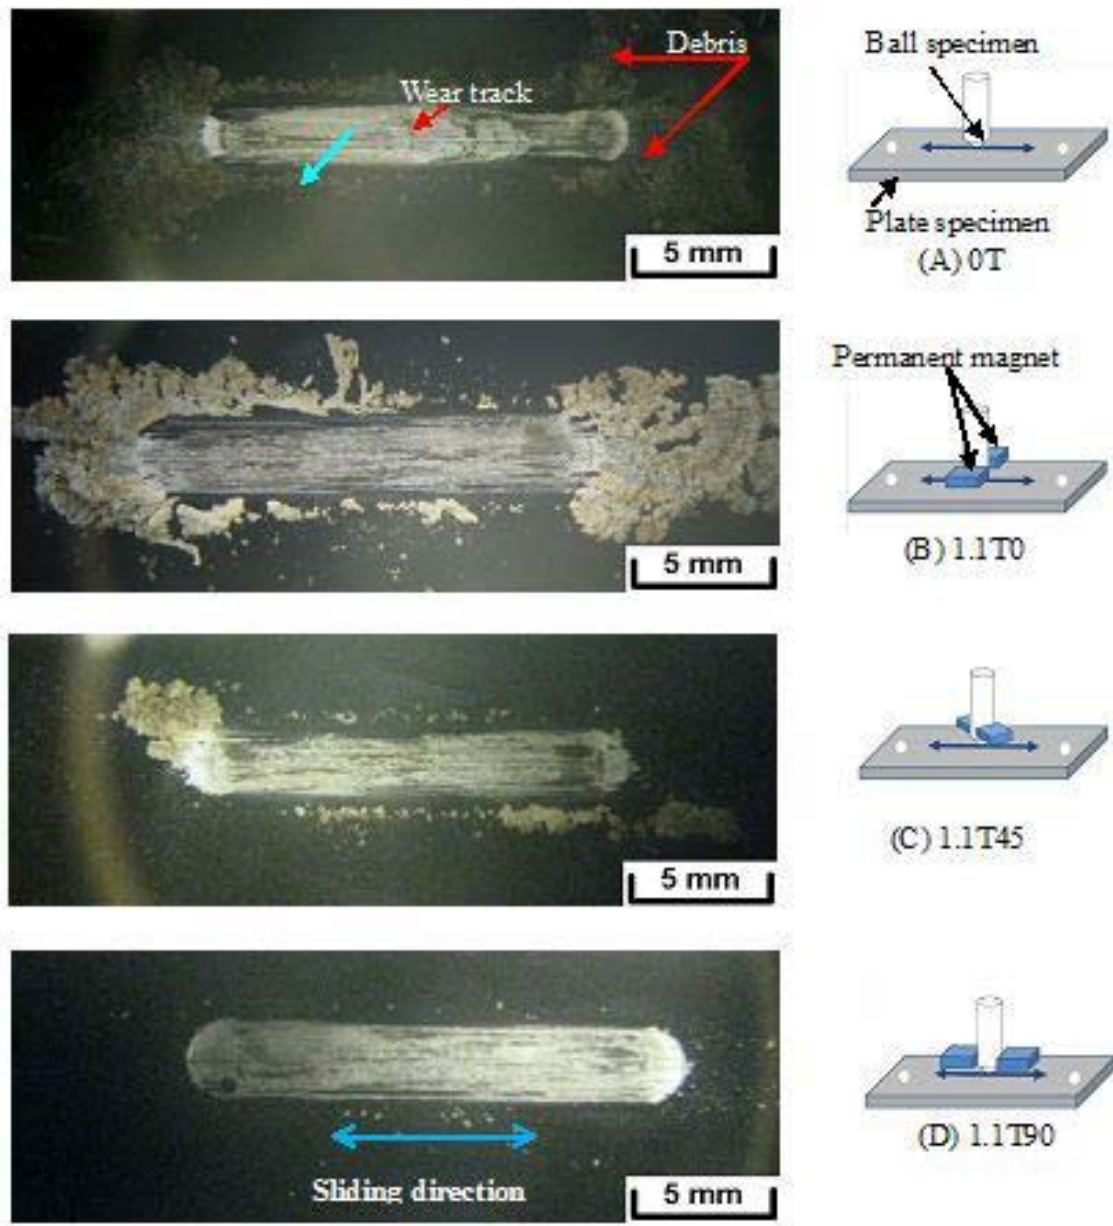 Debris
Wear track
5 mm
Ball specimen
Plate specimen
(A) 0T
5 mm
Permanent magnet
(B) 1.1T0
5 mm
(C) 1.1T45
Sliding direction
5 mm
(D) 1.1T90